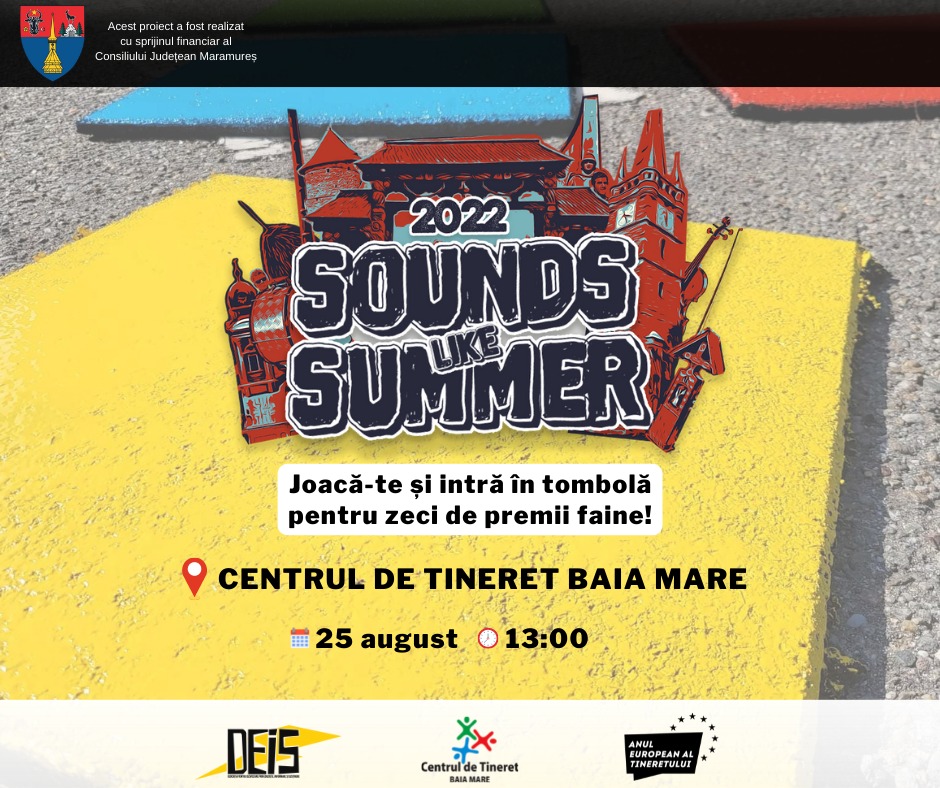 Acest proiect a fost realizat
cu sprijinul financiar al
Consiliului Județean Maramureș
2022
SOUNDS
LIKE
SUMMER
Joacă-te și intră în tombolă
pentru zeci de premii faine!
CENTRUL DE TINERET BAIA MARE
25 august 13:00
DEIS
Centrul de Tineret
BAIA MARE
ANUL
EUROPEAN AL
TINERETULUI